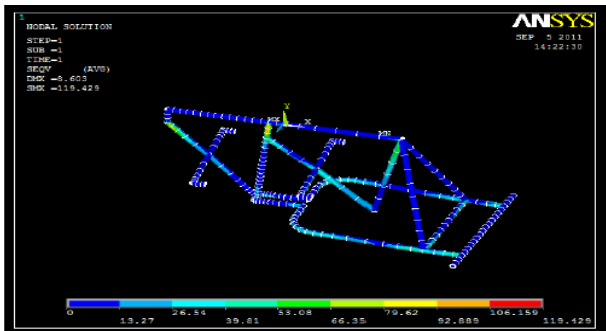 1
NODAL SOLUTION
ANSYS
STEP=1
SUB =1
TIME=1
SEQV (AVG)
DMX =8.603
SMX =119.429
SEP 5 2011
14:22:30
Y
MX
X
MN
0
26.54
53.08
79.62
106.159
13.27
39.81
66.35
92.889
119.429